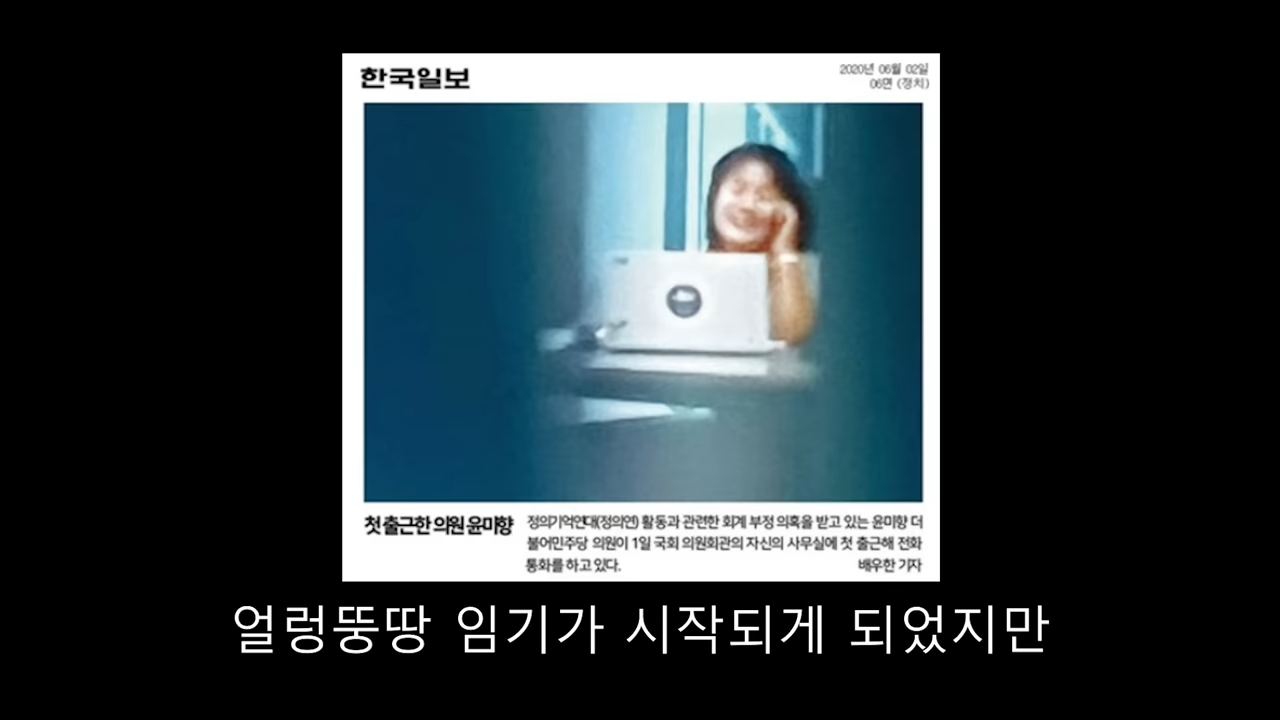 한국일보
2020년 06월 02일
06면 (정치)
첫 출근한 의원 윤미향
정의기억연대(정의연) 활동과 관련한 회계 부정 의혹을 받고 있는 윤미향 더
불어민주당 의원이 1일 국회 의원회관의 자신의 사무실에 첫 출근해 전화
통화를 하고 있다.
배우한 기자
얼렁뚱땅 임기가 시작되게 되었지만